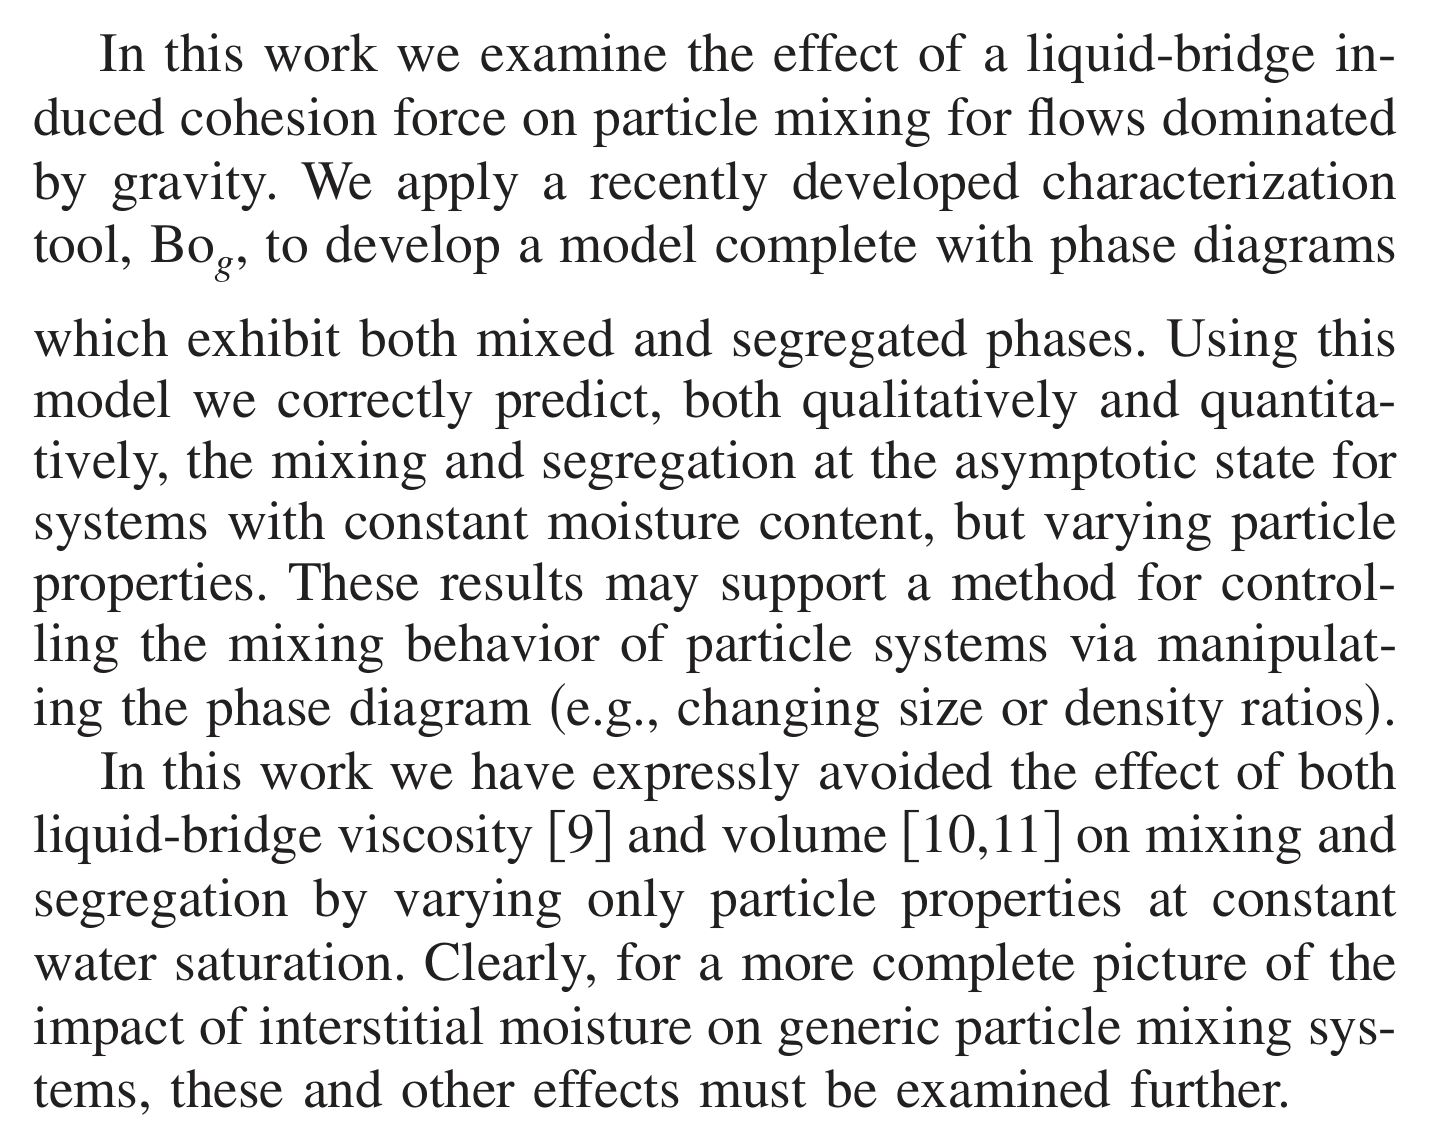 In this work we examine the effect of a liquid-bridge in-
duced cohesion force on particle mixing for flows dominated
by gravity. We apply a recently developed characterization
tool, Bo_g, to develop a model complete with phase diagrams
which exhibit both mixed and segregated phases. Using this
model we correctly predict, both qualitatively and quantita-
tively, the mixing and segregation at the asymptotic state for
systems with constant moisture content, but varying particle
properties. These results may support a method for control-
ling the mixing behavior of particle systems via manipulat-
ing the phase diagram (e.g., changing size or density ratios).
In this work we have expressly avoided the effect of both
liquid-bridge viscosity [9] and volume [10,11] on mixing and
segregation by varying only particle properties at constant
water saturation. Clearly, for a more complete picture of the
impact of interstitial moisture on generic particle mixing sys-
tems, these and other effects must be examined further.